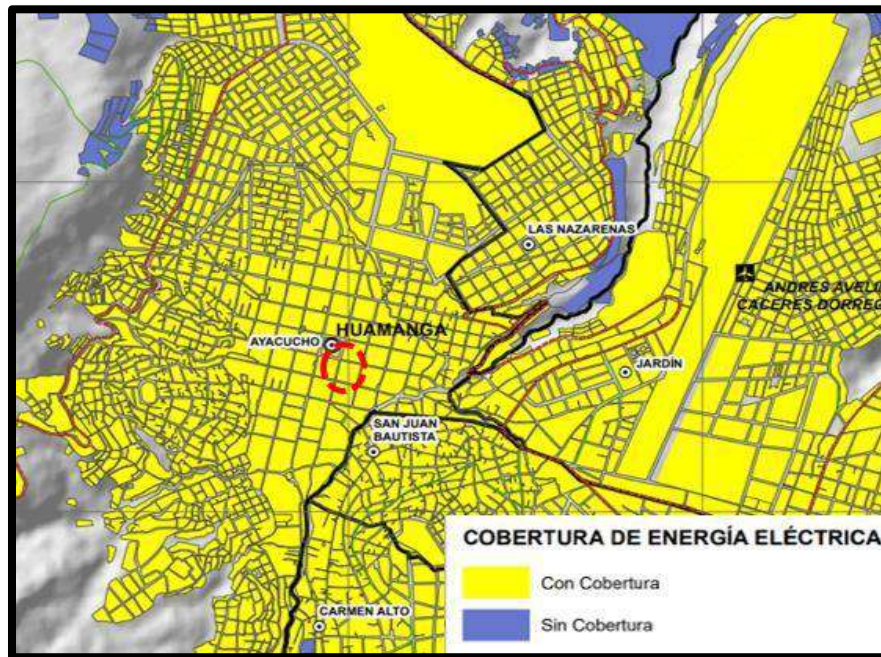 LAS NAZARENAS
ANDRES AVELI
CACERES DORREG
HUAMANGA
AYACUCHO
JARDÍN
SAN JUAN
BAUTISTA
COBERTURA DE ENERGÍA ELÉCTRICA
Con Cobertura
Sin Cobertura
CARMEN ALTO